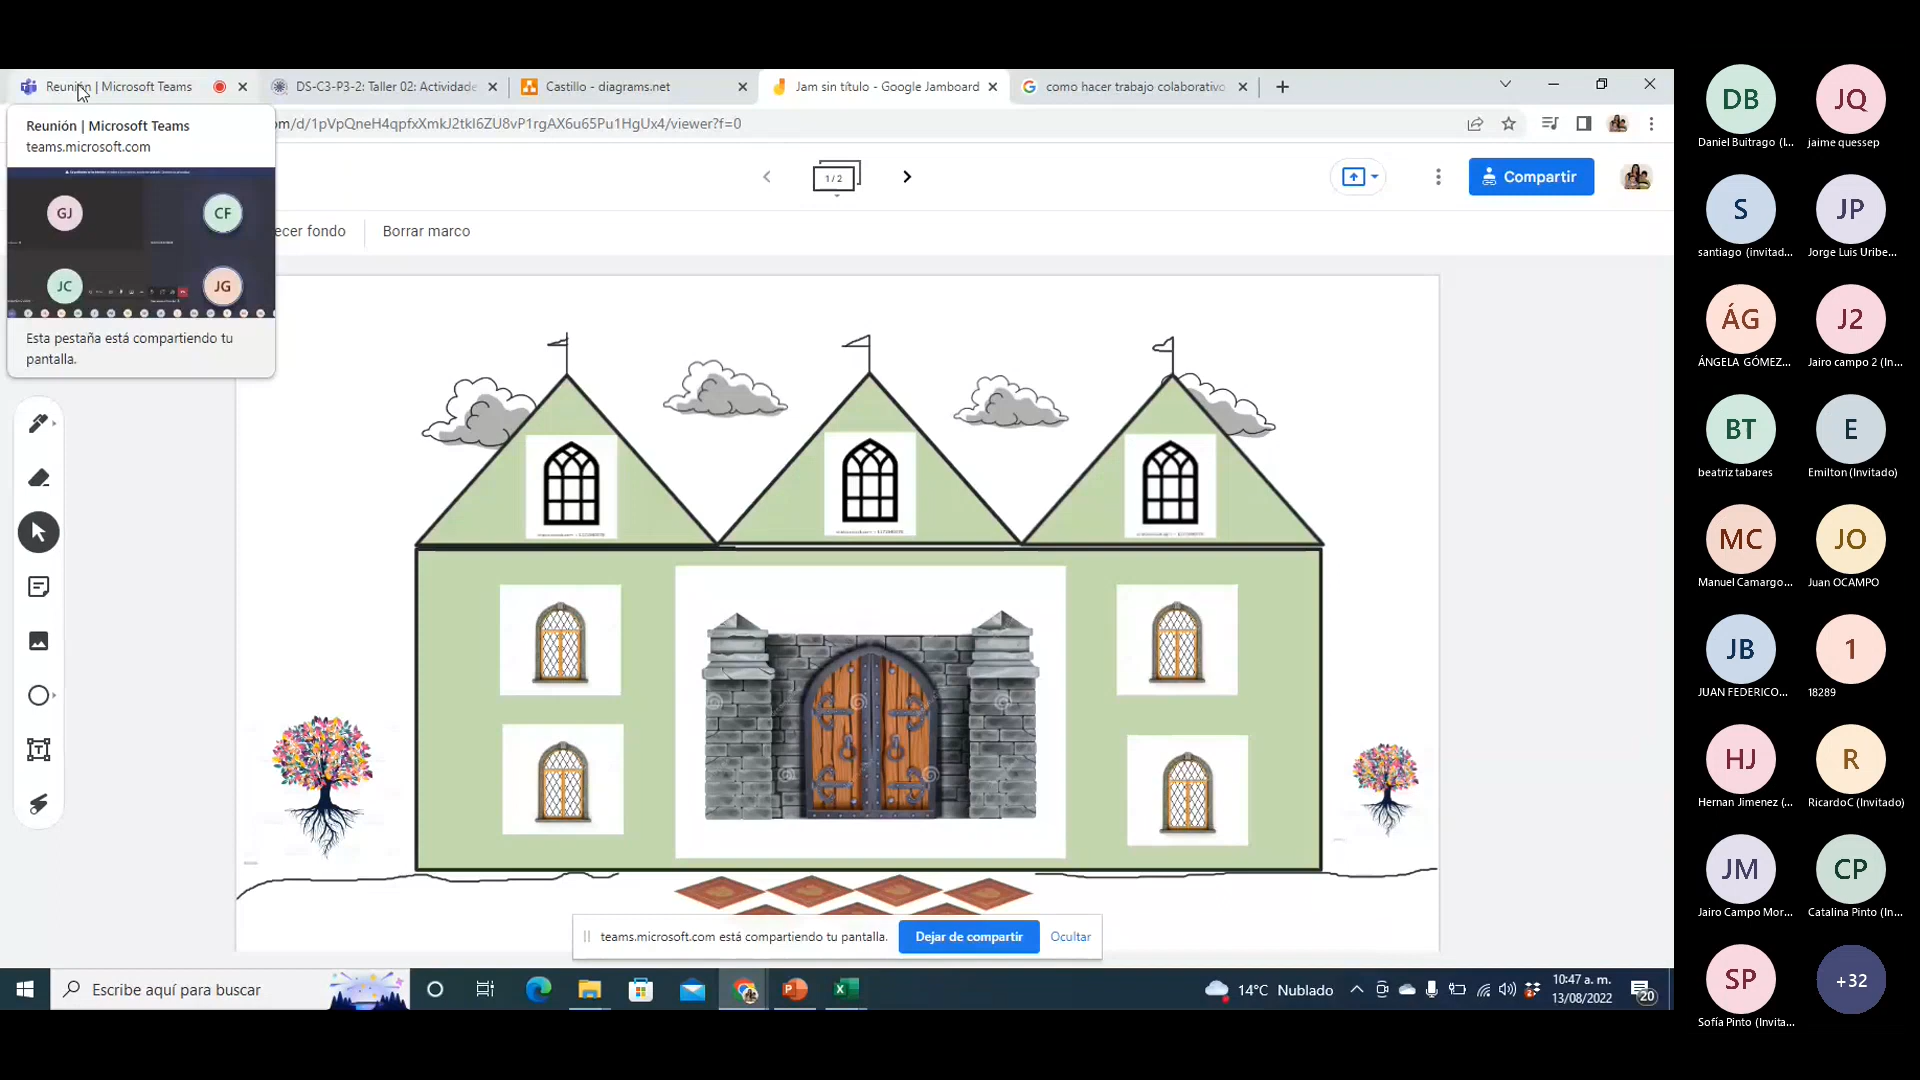 Reunión | Microsoft Teams
DS-C3-P3-2: Taller 02: Actividade
Castillo - diagrams.net
Jam sin título - Google Jamboard
como hacer trabajo colaborativo
Reunión | Microsoft Teams
teams.microsoft.com
om/d/1pVpQneH4qpfxXmkJ2tkI6ZU8vP1rgAX6u65Pu1HgUx4/viewer?f=0
GJ
CF
JC
JG
Esta pestaña está compartiendo tu
pantalla.
1 / 2
Compartir
ecer fondo
Borrar marco
teams.microsoft.com está compartiendo tu pantalla.
Dejar de compartir
Ocultar
Escribe aquí para buscar
14°C Nublado
10:47 a. m.
13/08/2022
20
DB
Daniel Buitrago (I...
JQ
jaime quessep
S
santiago (invitad...
JP
Jorge Luis Uribe...
ÁG
ÁNGELA GÓMEZ...
J2
Jairo campo 2 (In...
BT
beatriz tabares
E
Emilton (Invitado)
MC
Manuel Camargo...
JO
Juan OCAMPO
JB
JUAN FEDERICO...
1
18289
HJ
Hernan Jimenez (...
R
RicardoC (Invitado)
JM
Jairo Campo Mor...
CP
Catalina Pinto (In...
SP
Sofía Pinto (Invita...
+32